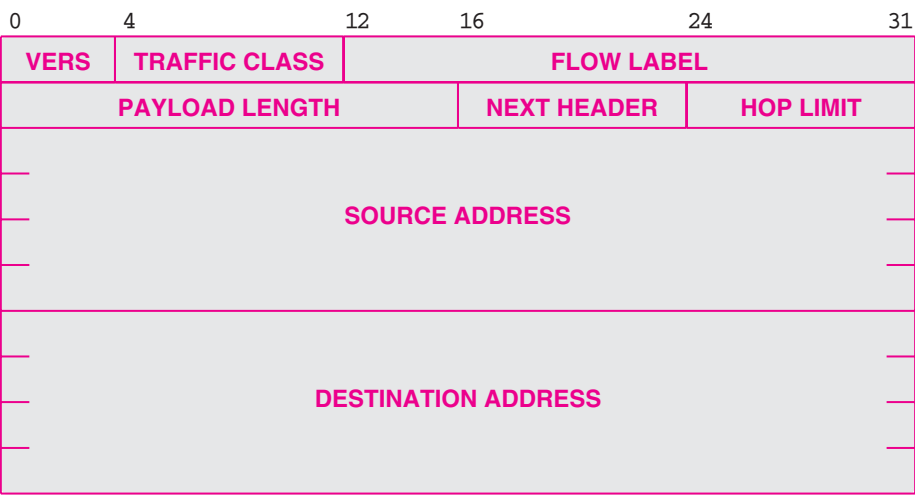 0 4 12 16 24 31
VERS TRAFFIC CLASS FLOW LABEL
PAYLOAD LENGTH NEXT HEADER HOP LIMIT
SOURCE ADDRESS
DESTINATION ADDRESS